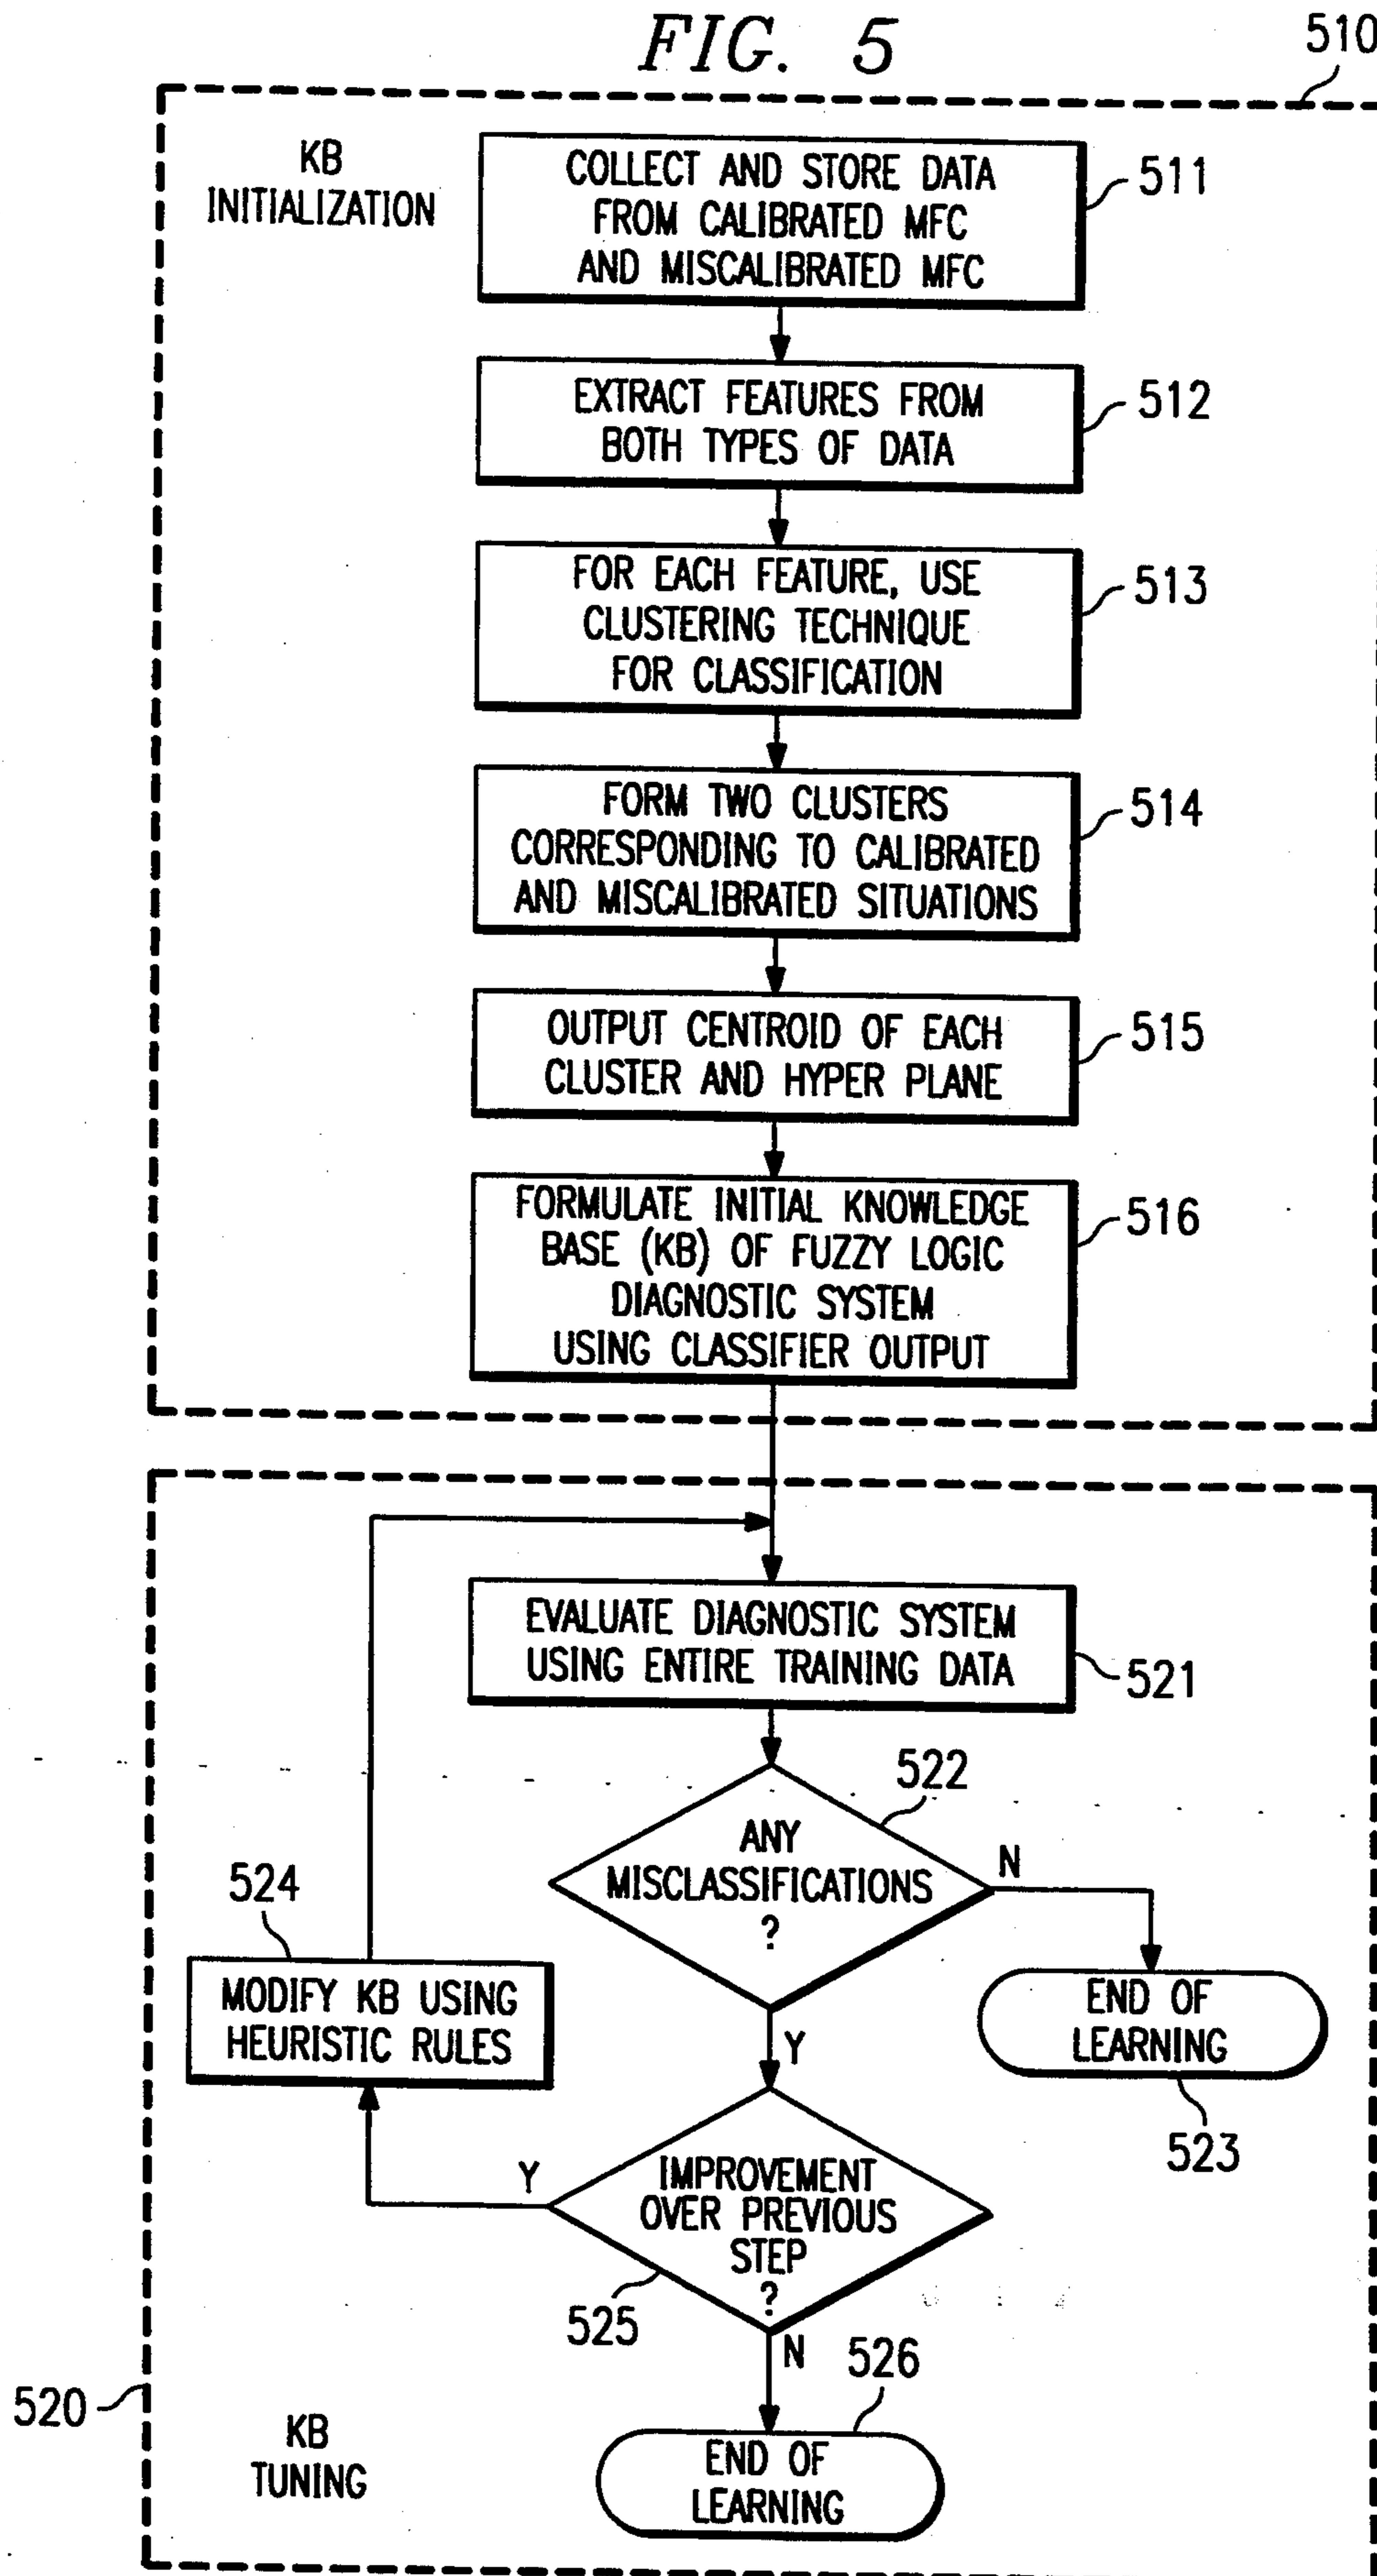 FIG. 5
510
KB
INITIALIZATION
COLLECT AND STORE DATA
FROM CALIBRATED MFC
AND MISCALIBRATED MFC
511
EXTRACT FEATURES FROM
BOTH TYPES OF DATA
512
FOR EACH FEATURE, USE
CLUSTERING TECHNIQUE
FOR CLASSIFICATION
513
FORM TWO CLUSTERS
CORRESPONDING TO CALIBRATED
AND MISCALIBRATED SITUATIONS
514
OUTPUT CENTROID OF EACH
CLUSTER AND HYPER PLANE
515
FORMULATE INITIAL KNOWLEDGE
BASE (KB) OF FUZZY LOGIC
DIAGNOSTIC SYSTEM
USING CLASSIFIER OUTPUT
516
EVALUATE DIAGNOSTIC SYSTEM
USING ENTIRE TRAINING DATA
521
522
ANY
MISCLASSIFICATIONS
?
N
524
MODIFY KB USING
HEURISTIC RULES
END OF
LEARNING
523
Y
Y
IMPROVEMENT
OVER PREVIOUS
STEP
?
525
N
526
520
KB
TUNING
END OF
LEARNING